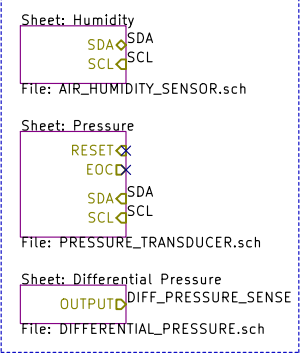 Sheet: Humidity
SDA SDA
SCL SCL
File: AIR_HUMIDITY_SENSOR.sch
Sheet: Pressure
RESET
EOC
SDA SDA
SCL SCL
File: PRESSURE_TRANSDUCER.sch
Sheet: Differential Pressure
OUTPUT DIFF_PRESSURE_SENSE
File: DIFFERENTIAL_PRESSURE.sch